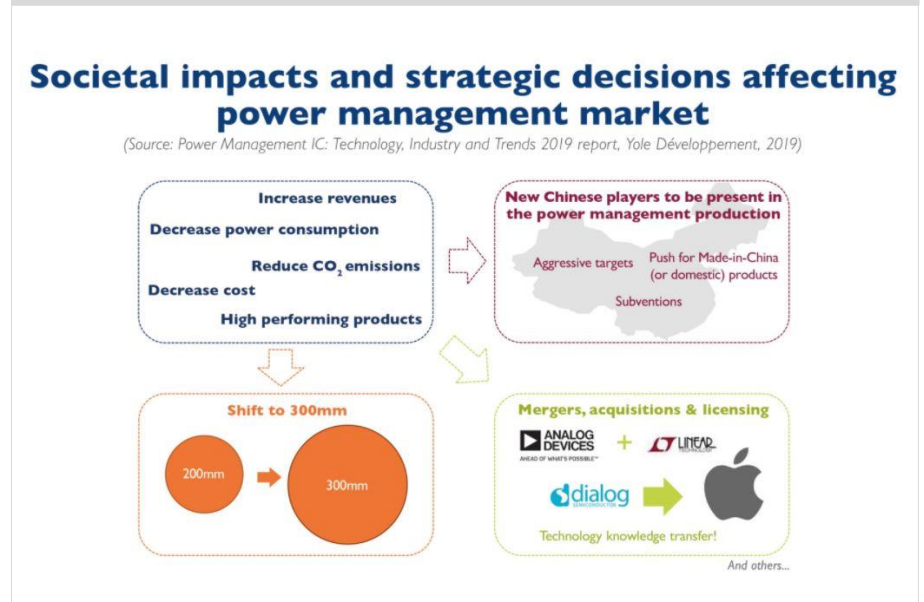 Societal impacts and strategic decisions affecting
power management market
(Source: Power Management IC: Technology, Industry and Trends 2019 report, Yole Développement, 2019)
Increase revenues
Decrease power consumption
Reduce CO2 emissions
Decrease cost
High performing products
New Chinese players to be present in
the power management production
Aggressive targets
Push for Made-in-China
(or domestic) products
Subventions
Shift to 300mm
200mm
300mm
Mergers, acquisitions & licensing
ANALOG
DEVICES
AHEAD OF WHAT'S POSSIBLE™
+
LINEAR
TECHNOLOGY
dialog
SEMICONDUCTOR
Technology knowledge transfer!
And others...